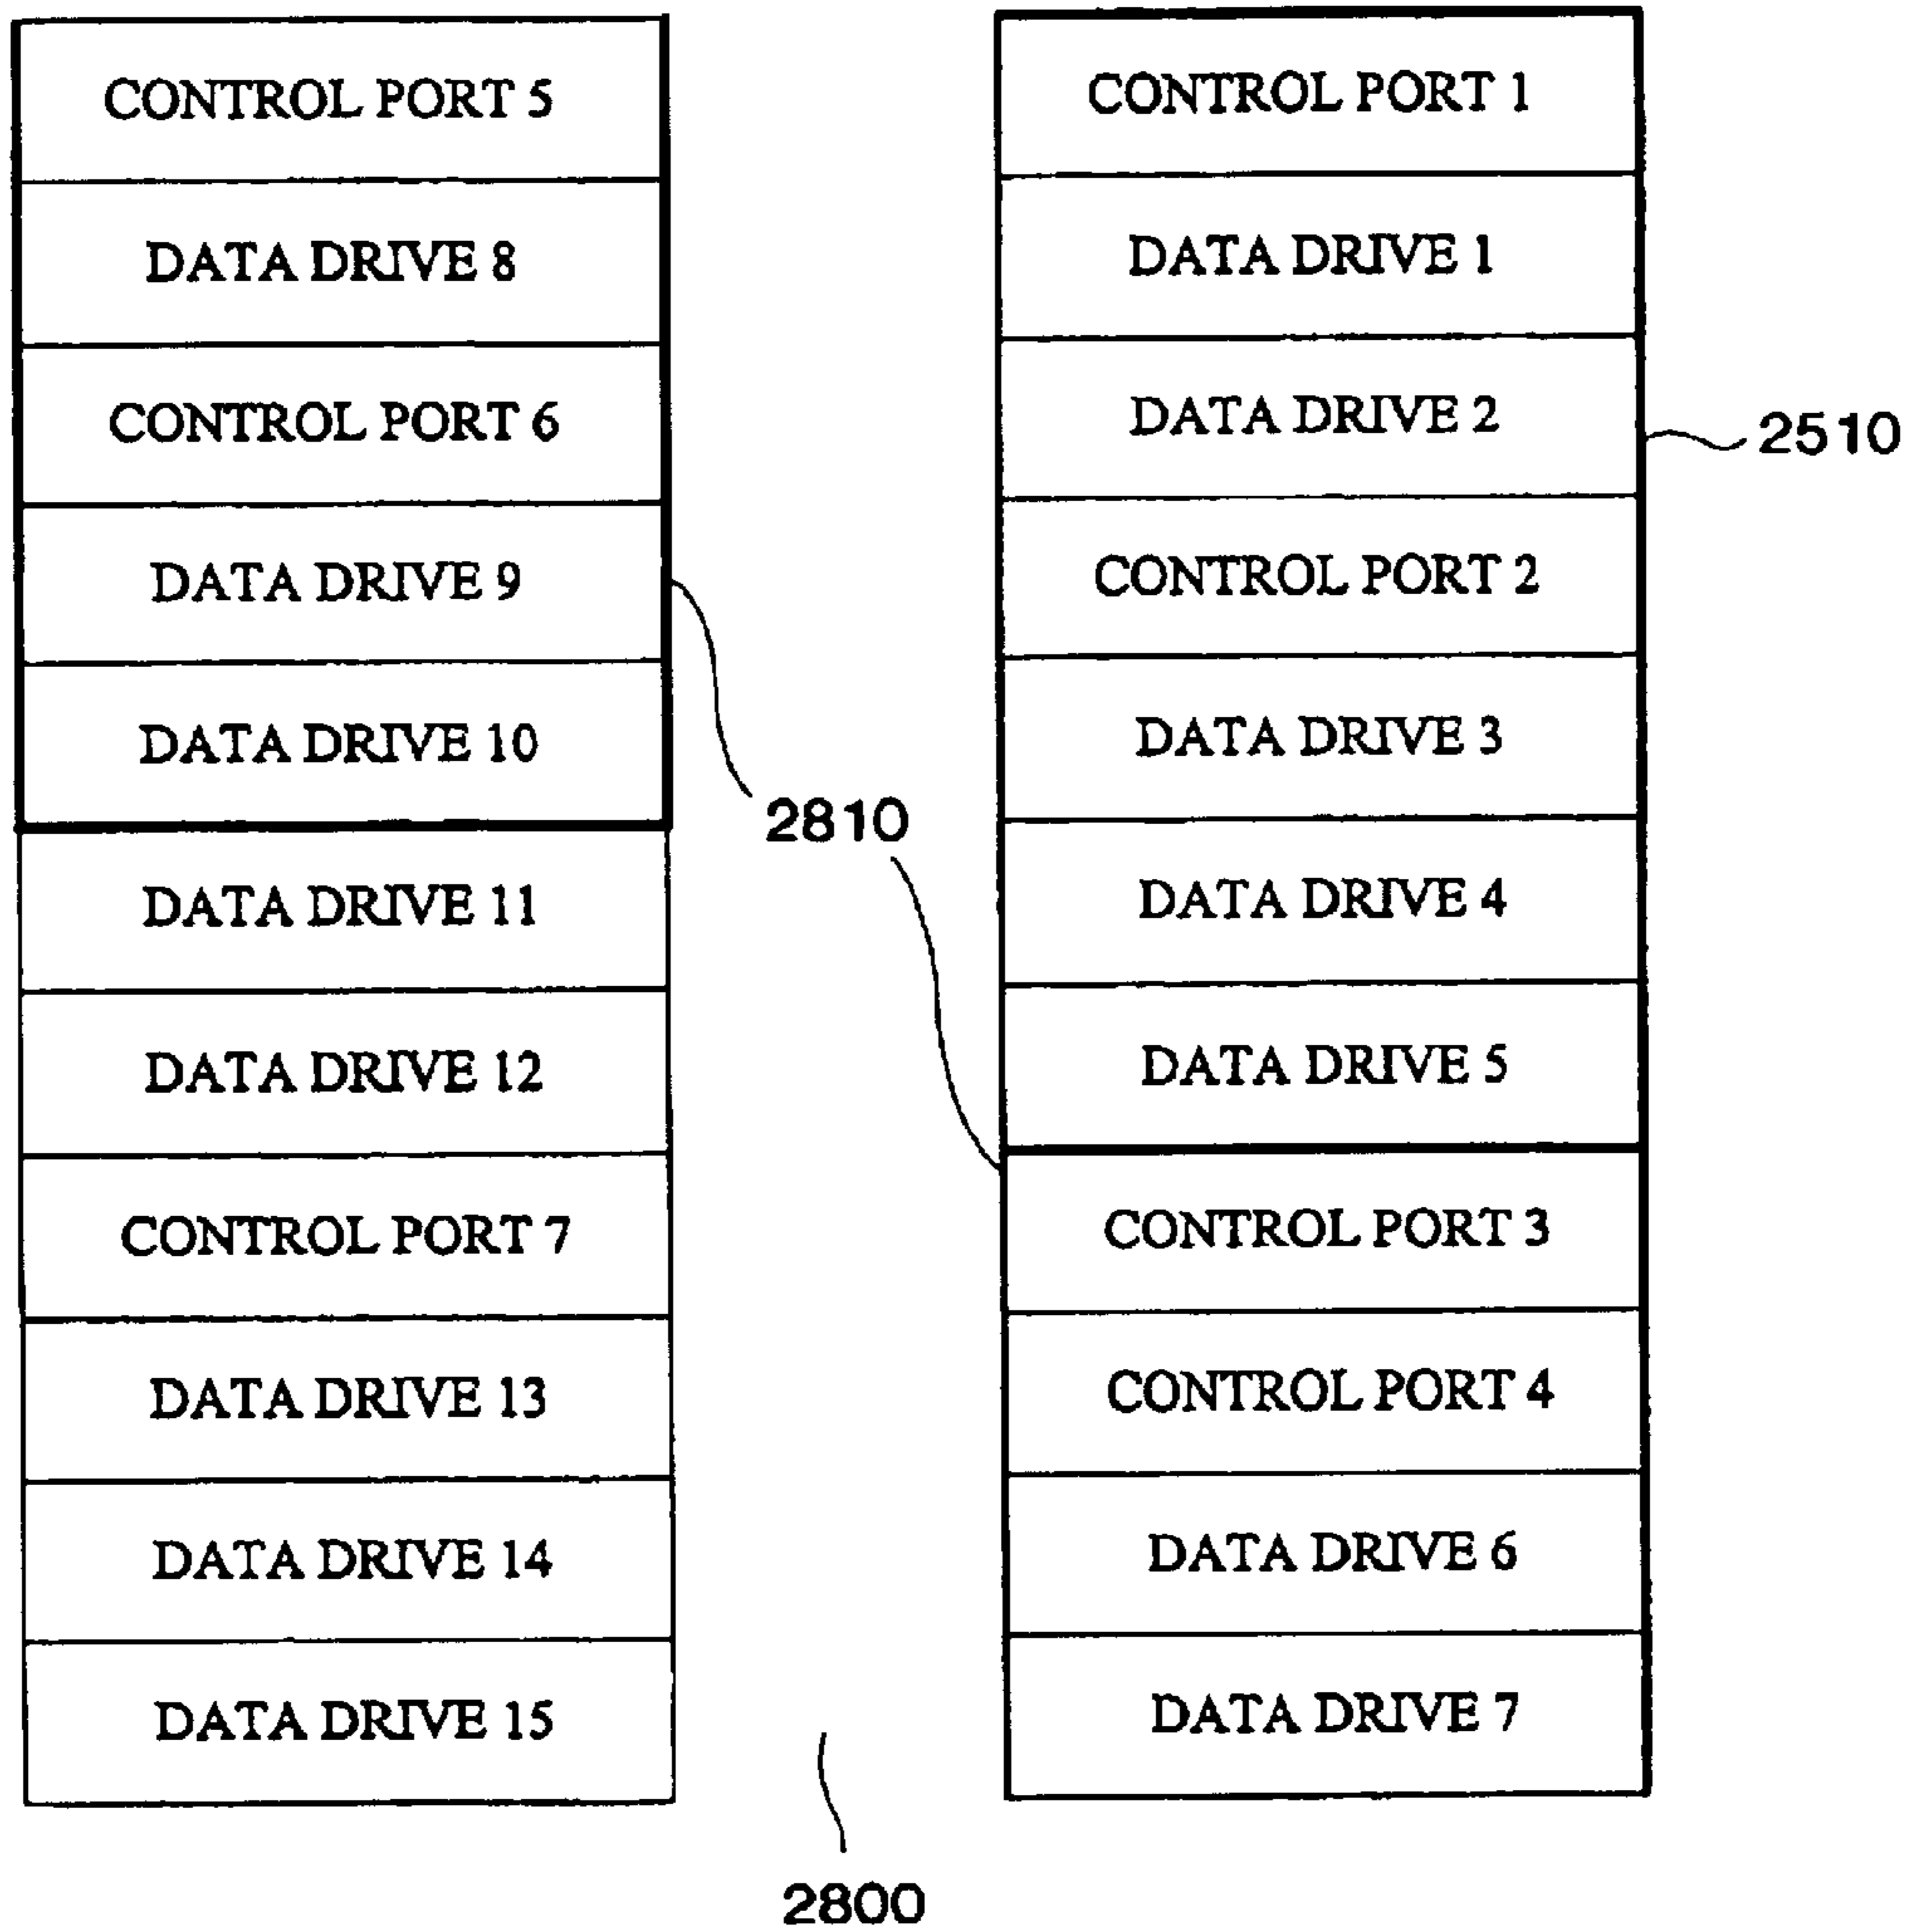 CONTROL PORT 5
DATA DRIVE 8
CONTROL PORT 6
DATA DRIVE 9
DATA DRIVE 10
DATA DRIVE 11
DATA DRIVE 12
CONTROL PORT 7
DATA DRIVE 13
DATA DRIVE 14
DATA DRIVE 15
2810
2800
CONTROL PORT 1
DATA DRIVE 1
DATA DRIVE 2
CONTROL PORT 2
DATA DRIVE 3
DATA DRIVE 4
DATA DRIVE 5
CONTROL PORT 3
CONTROL PORT 4
DATA DRIVE 6
DATA DRIVE 7
2510